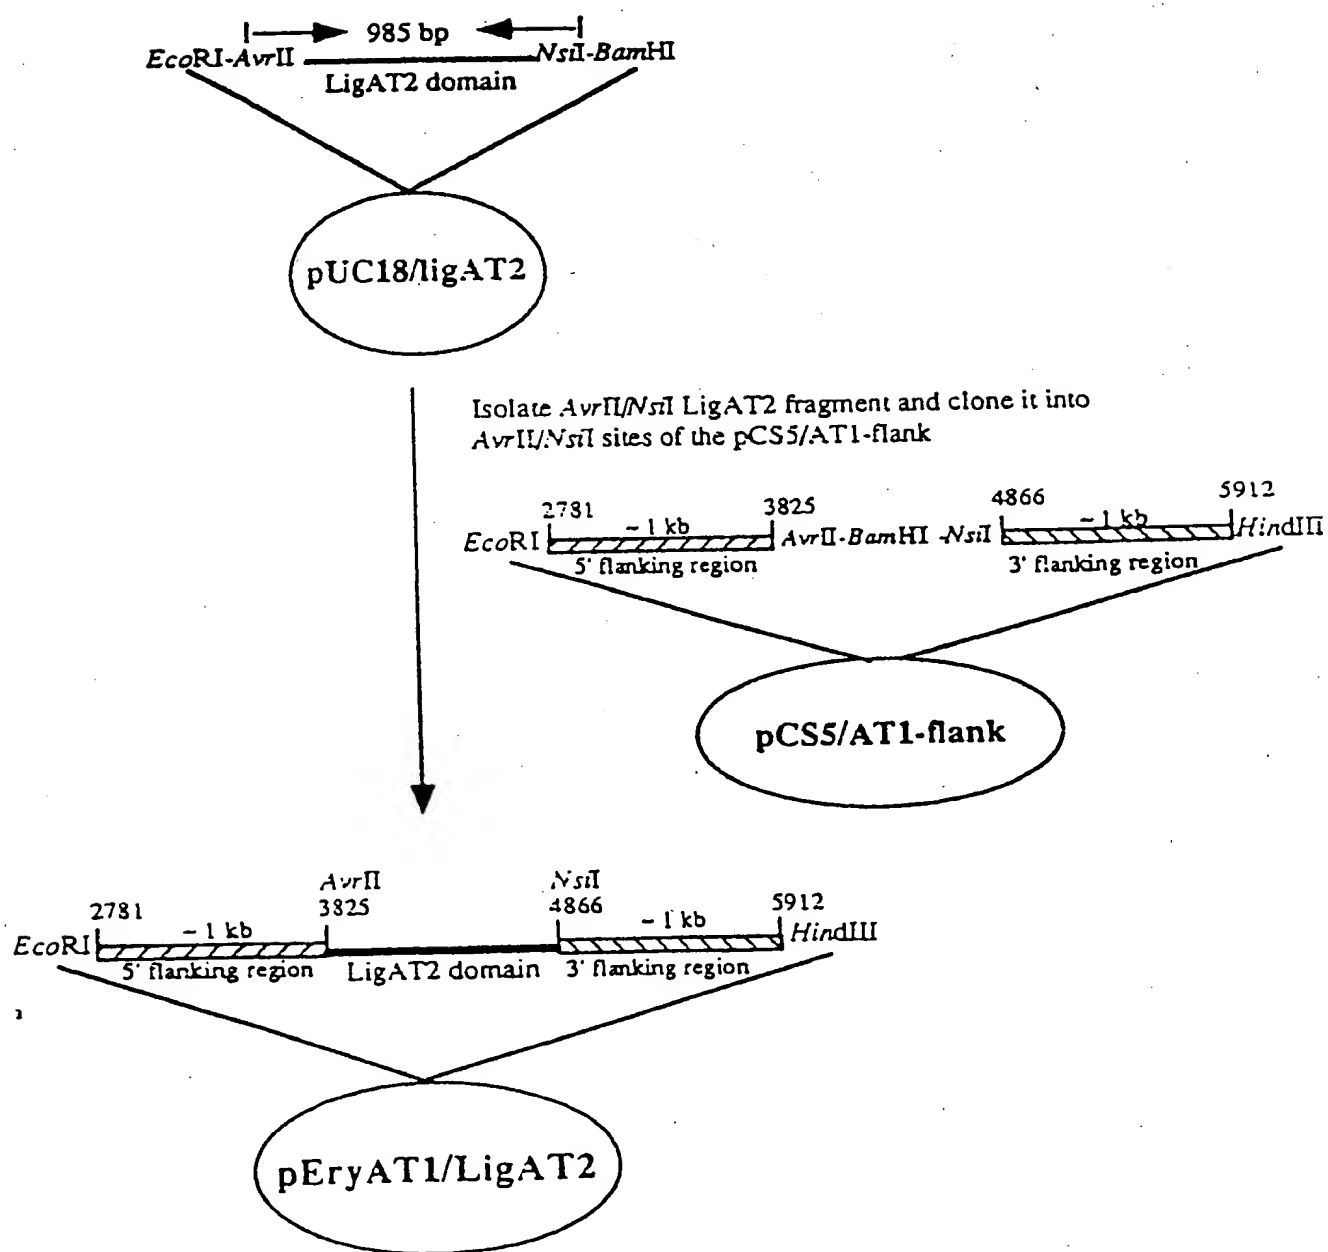 985 bp
EcoRI-AvrII NsiI-BamHI
LigAT2 domain
pUC18/ligAT2
Isolate AvrII/NsiI LigAT2 fragment and clone it into
AvrII/NsiI sites of the pCS5/AT1-flank
2781 3825 4866 5912
~ 1 kb ~ 1 kb
EcoRI AvrII-BamHI -NsiI HindIII
5' flanking region 3' flanking region
pCS5/AT1-flank
AvrII NsiI
2781 3825 4866 5912
~ 1 kb ~ 1 kb
EcoRI HindIII
5' flanking region LigAT2 domain 3' flanking region
pEryAT1/LigAT2